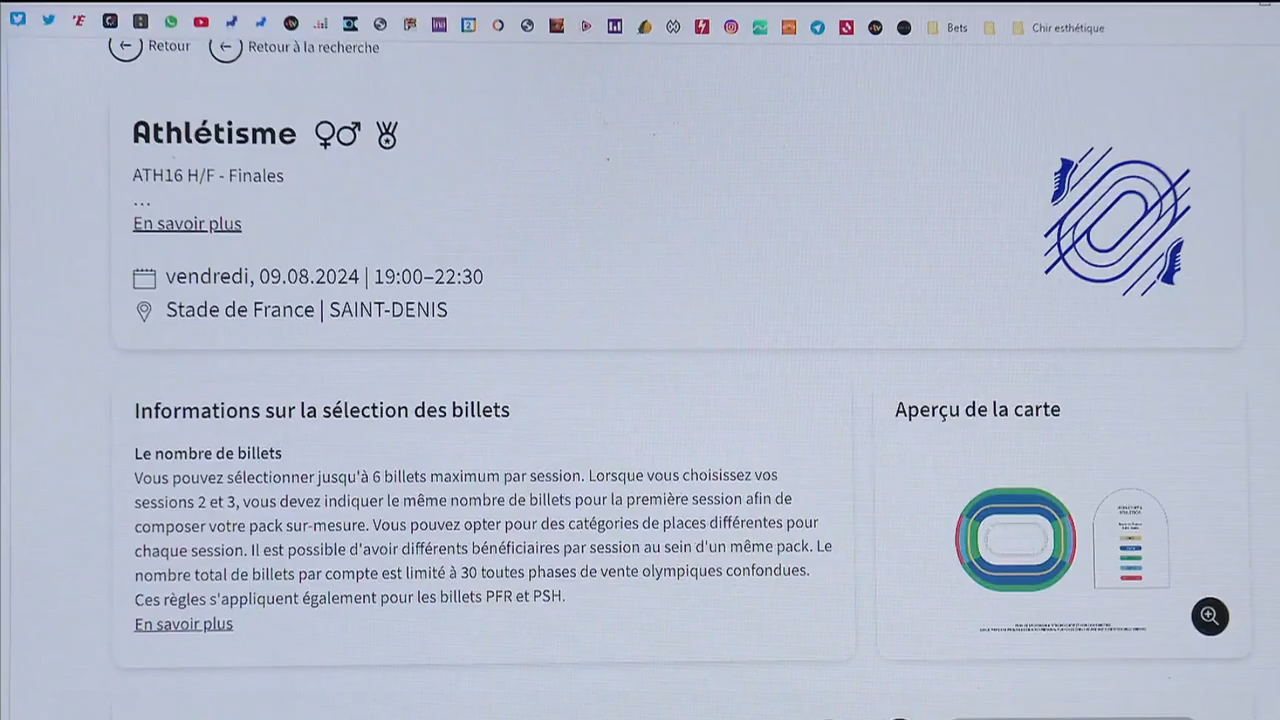 Bets
Chir esthétique
Retour
Retour à la recherche
Athlétisme
ATH16 H/F - Finales
...
En savoir plus
vendredi, 09.08.2024 | 19:00–22:30
Stade de France | SAINT-DENIS
Informations sur la sélection des billets
Le nombre de billets
Vous pouvez sélectionner jusqu'à 6 billets maximum par session. Lorsque vous choisissez vos
sessions 2 et 3, vous devez indiquer le même nombre de billets pour la première session afin de
composer votre pack sur-mesure. Vous pouvez opter pour des catégories de places différentes pour
chaque session. Il est possible d'avoir différents bénéficiaires par session au sein d'un même pack. Le
nombre total de billets par compte est limité à 30 toutes phases de vente olympiques confondues.
Ces règles s'appliquent également pour les billets PFR et PSH.
En savoir plus
Aperçu de la carte